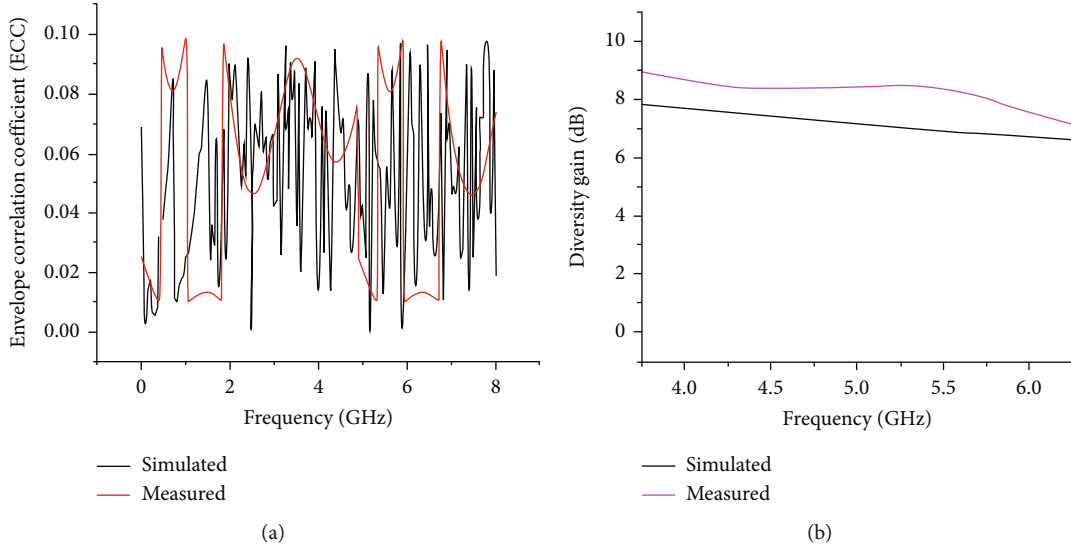 Envelope correlation coefficient (ECC)
0.10
0.08
0.06
0.04
0.02
0.00
0 2 4 6 8
Frequency (GHz)
Simulated
Measured
(a)
Diversity gain (dB)
10
8
6
4
2
0
4.0 4.5 5.0 5.5 6.0
Frequency (GHz)
Simulated
Measured
(b)